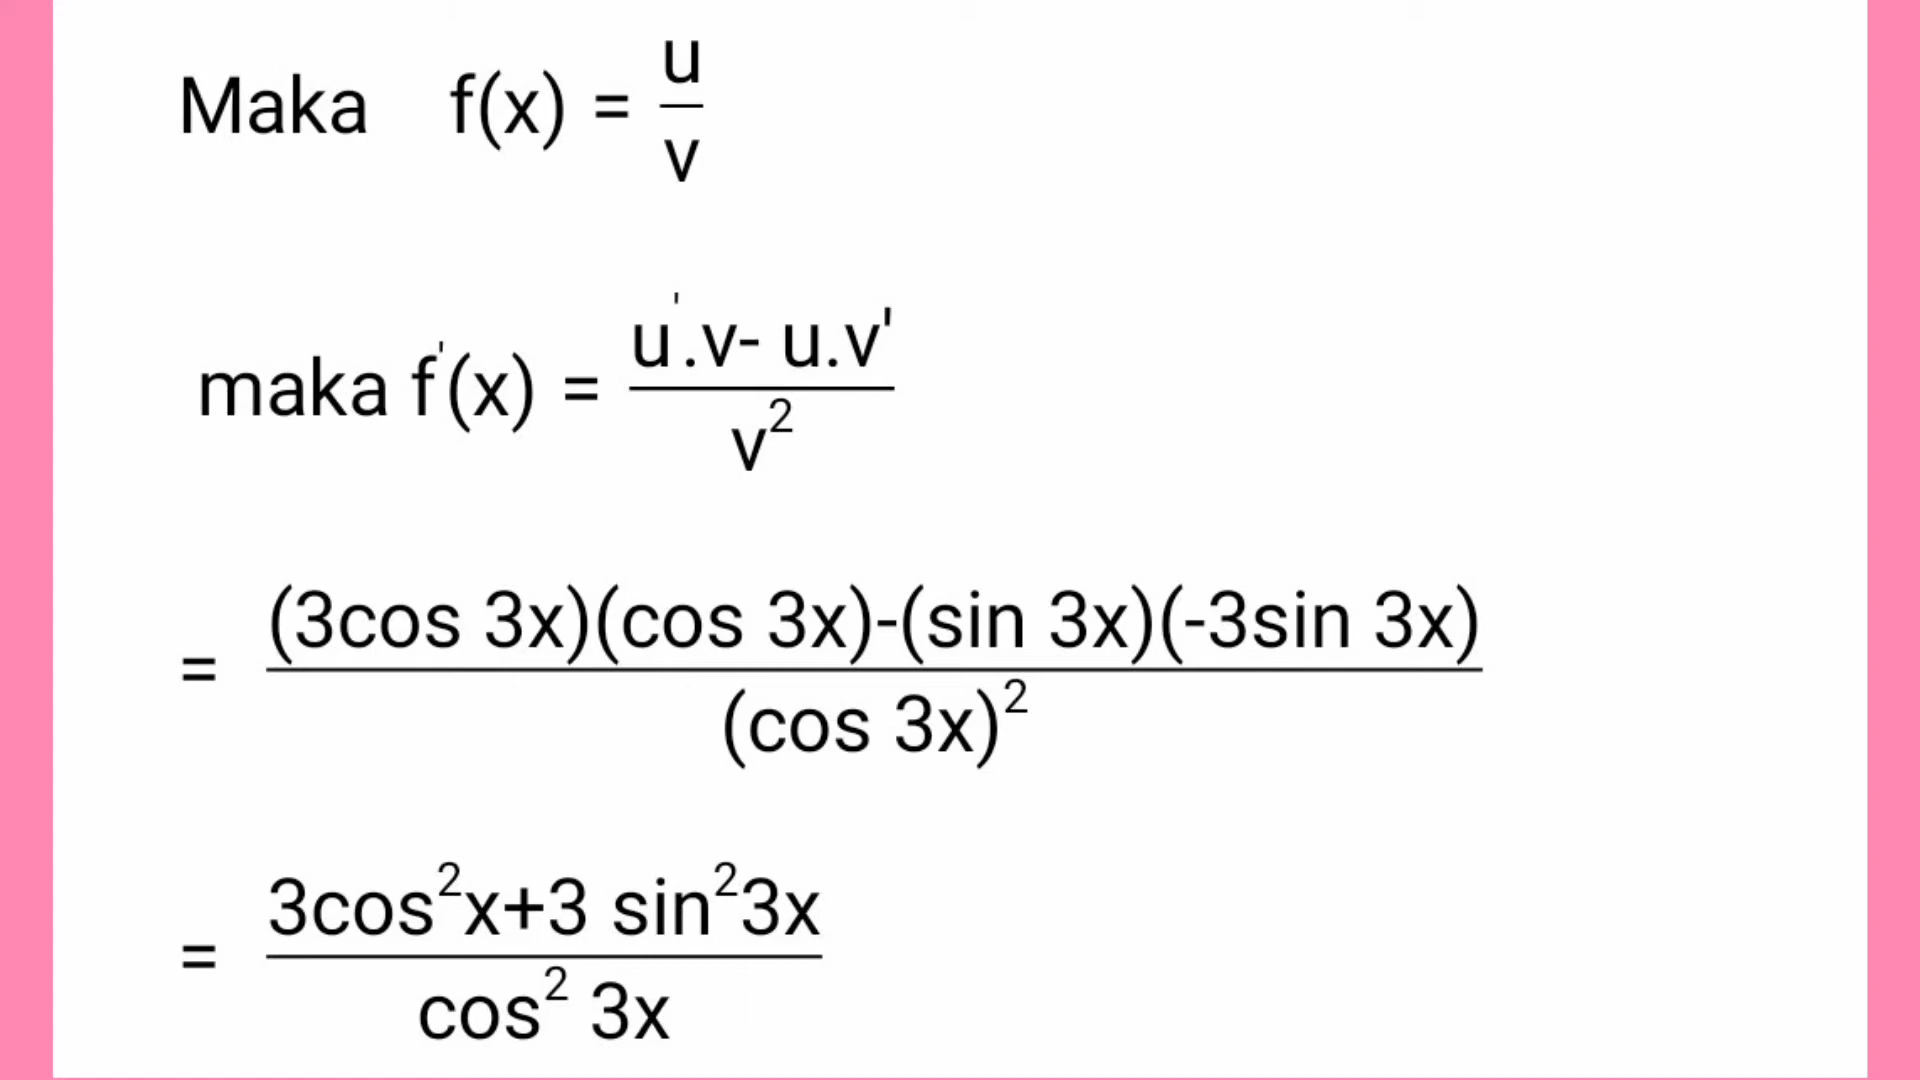 Maka f(x) = u/v
maka f'(x) = u'.v- u.v'/v²
= (3cos 3x)(cos 3x)-(sin 3x)(-3sin 3x)/(cos 3x)²
= 3cos²x+3 sin²3x/cos² 3x